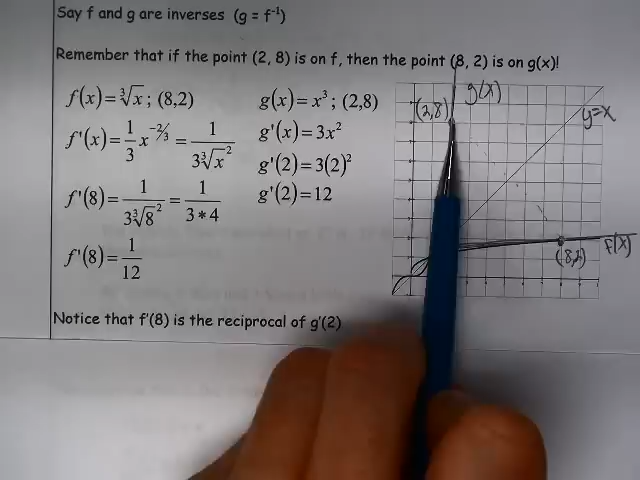 Say f and g are inverses (g = f⁻¹)
Remember that if the point (2, 8) is on f, then the point (8, 2) is on g(x)!
f(x) = ∛x ; (8,2)
g(x) = x³ ; (2,8)
f'(x) = 1/3 x^(-2/3) = 1/(3∛x²)
g'(x) = 3x²
g'(2) = 3(2)²
f'(8) = 1/(3∛8²) = 1/(3*4)
g'(2) = 12
f'(8) = 1/12
Notice that f'(8) is the reciprocal of g'(2)
g(x)
(2,8)
y=x
f(x)
(8,2)